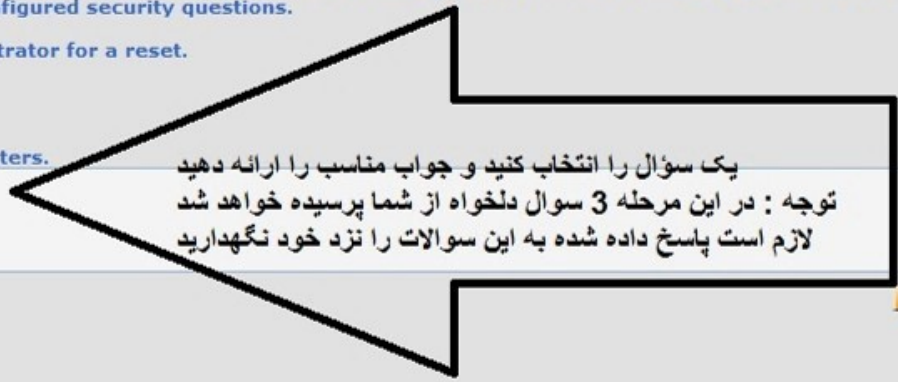 figured security questions.
trator for a reset.
ters.
یک سؤال را انتخاب کنید و جواب مناسب را ارائه دهید
توجه : در این مرحله 3 سوال دلخواه از شما پرسیده خواهد شد
لازم است پاسخ داده شده به این سوالات را نزد خود نگهدارید